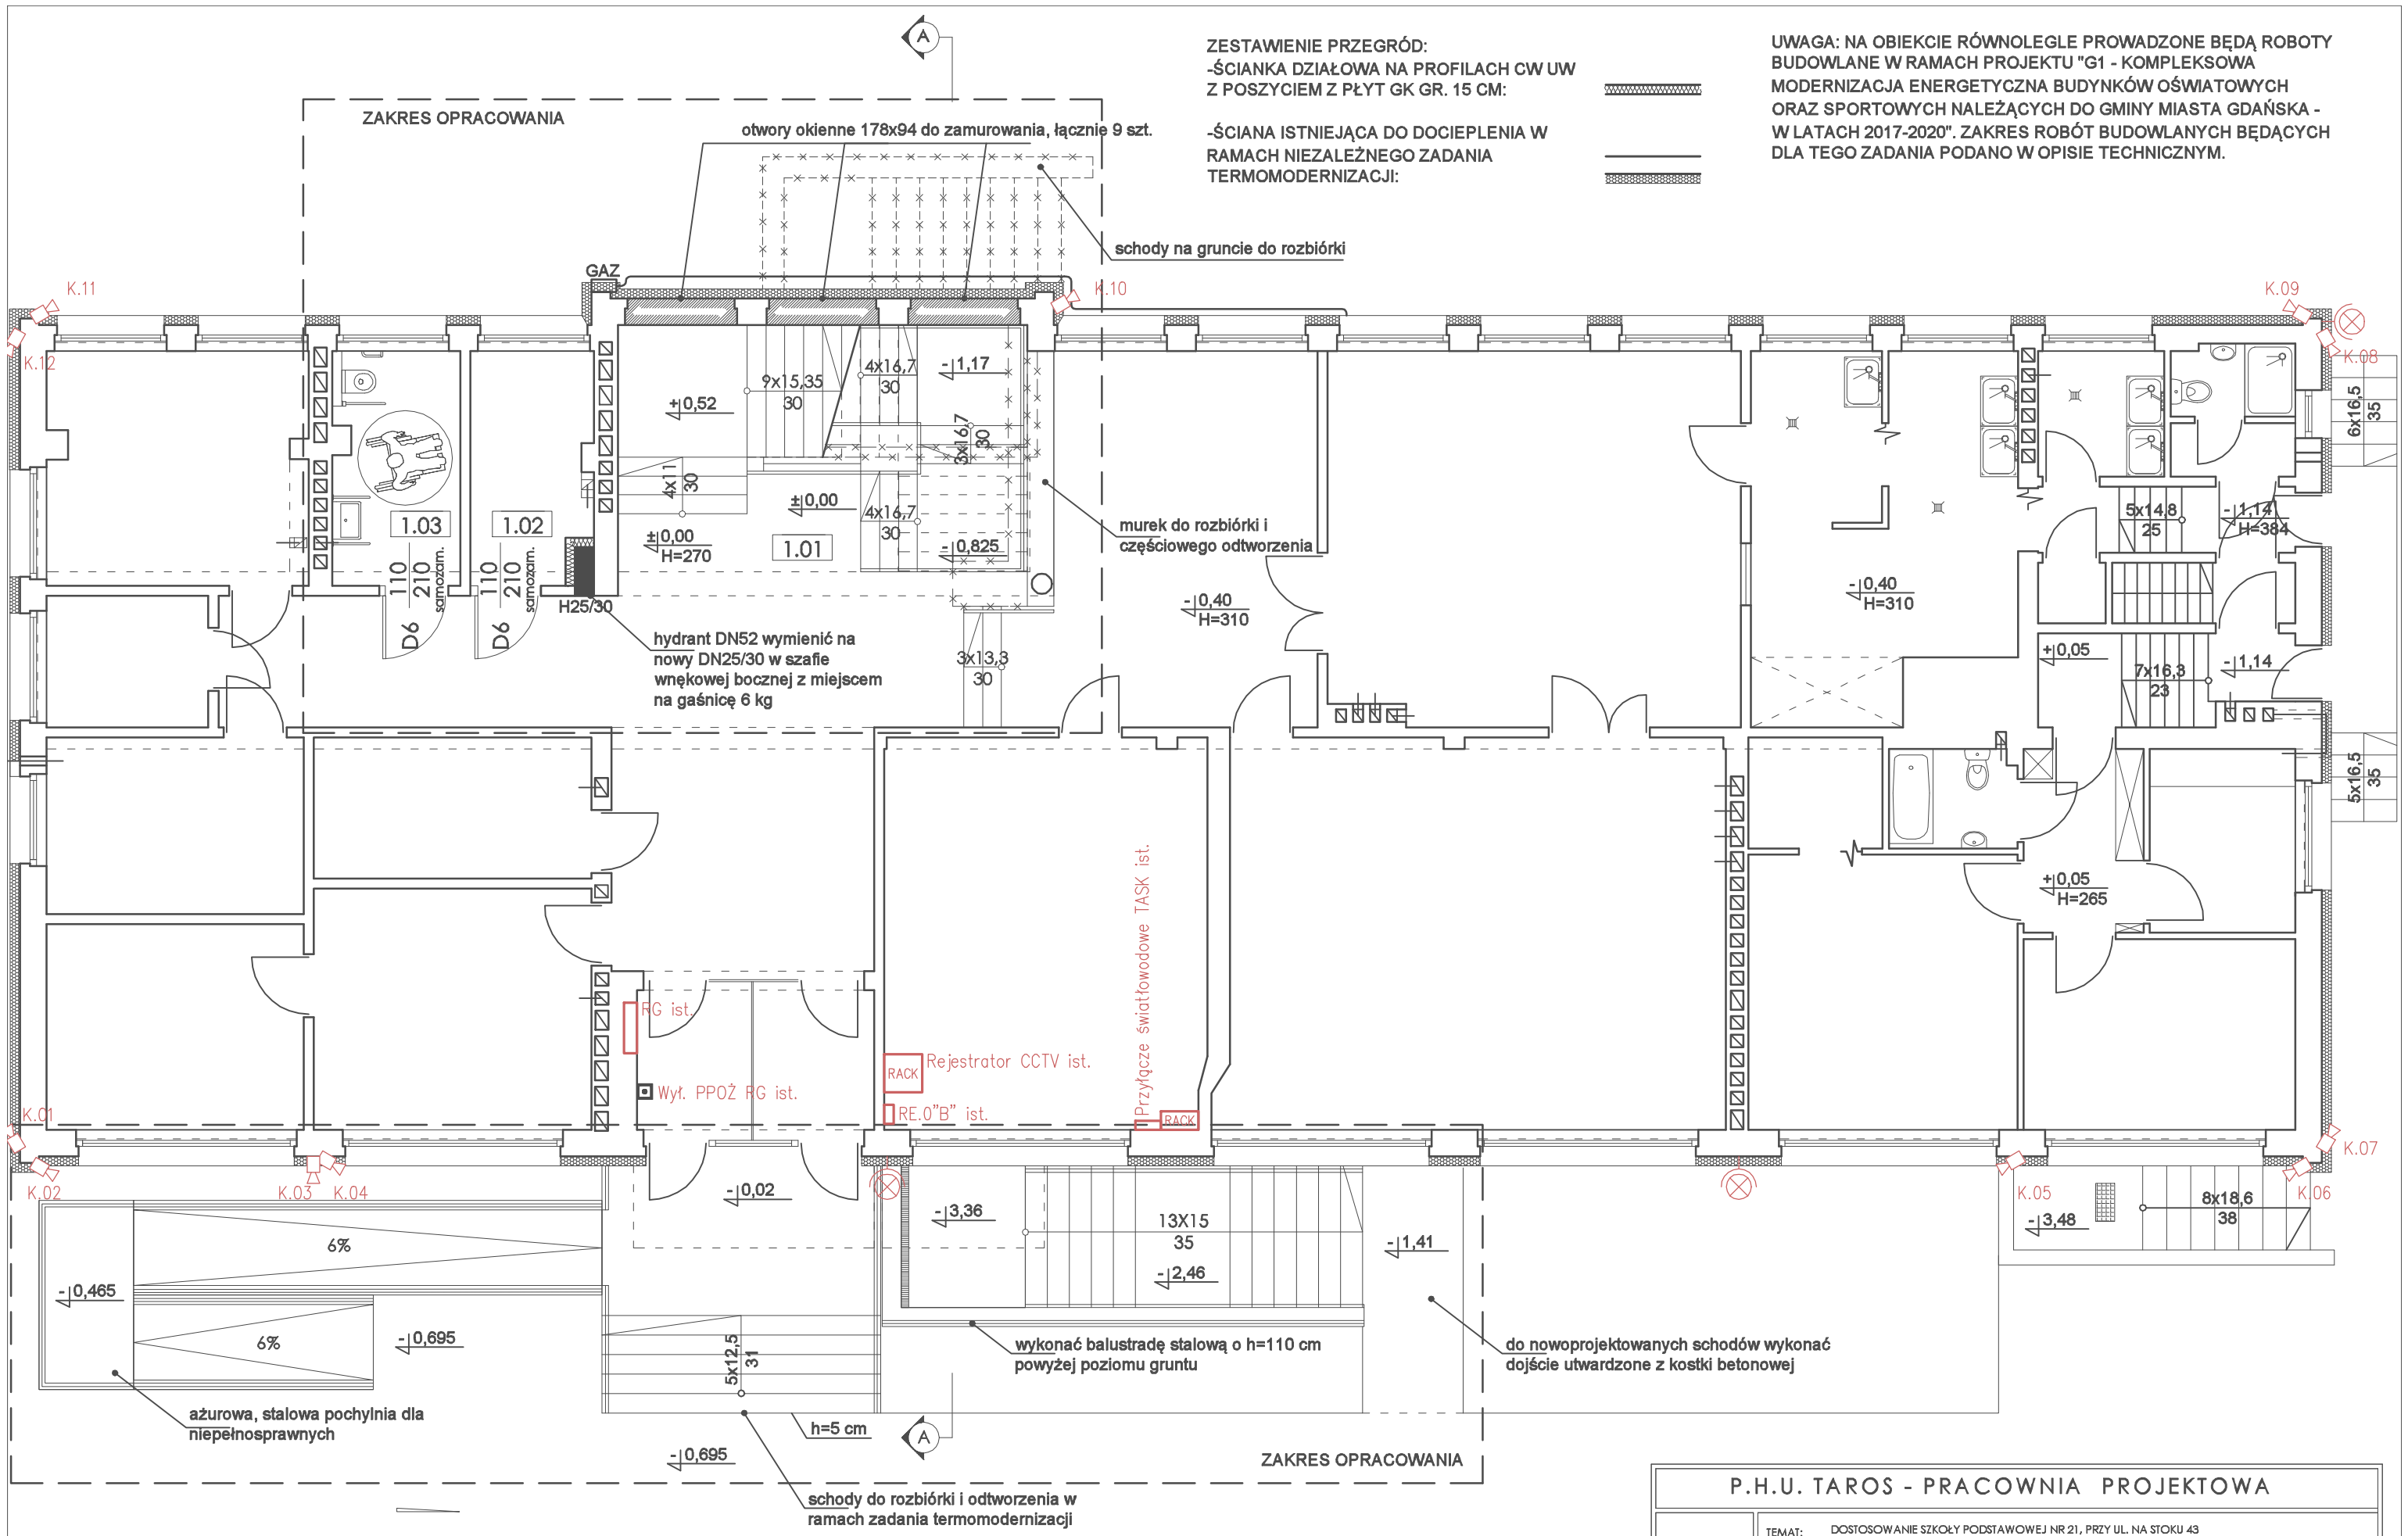 A
ZAKRES OPRACOWANIA
otwory okienne 178x94 do zamurowania, łącznie 9 szt.
ZESTAWIENIE PRZEGRÓD:
-ŚCIANKA DZIAŁOWA NA PROFILACH CW UW
Z POSZYCIEM Z PŁYT GK GR. 15 CM:
-ŚCIANA ISTNIEJĄCA DO DOCIEPLENIA W
RAMACH NIEZALEŻNEGO ZADANIA
TERMOMODERNIZACJI:
UWAGA: NA OBIEKCIE RÓWNOLEGLE PROWADZONE BĘDĄ ROBOTY
BUDOWLANE W RAMACH PROJEKTU "G1 - KOMPLEKSOWA
MODERNIZACJA ENERGETYCZNA BUDYNKÓW OŚWIATOWYCH
ORAZ SPORTOWYCH NALEŻĄCYCH DO GMINY MIASTA GDAŃSKA -
W LATACH 2017-2020". ZAKRES ROBÓT BUDOWLANYCH BĘDĄCYCH
DLA TEGO ZADANIA PODANO W OPISIE TECHNICZNYM.
schody na gruncie do rozbiórki
GAZ
K.11
K.10
K.09
K.12
K.08
9x15,35
30
4x16,7
30
-1,17
+0,52
3x16,7
30
4x11
30
±0,00
4x16,7
30
±0,00
H=270
1.01
-0,825
1.03
1.02
110
210
samozam.
D6
110
210
samozam.
D6
H25/30
murek do rozbiórki i
częściowego odtworzenia
hydrant DN52 wymienić na
nowy DN25/30 w szafie
wnękowej bocznej z miejscem
na gaśnicę 6 kg
3x13,3
30
-0,40
H=310
-0,40
H=310
6x16,5
35
5x14,8
25
-1,14
H=384
+0,05
7x16,3
23
-1,14
5x16,5
35
+0,05
H=265
RG ist.
Wył. PPOŻ RG ist.
RACK
Rejestrator CCTV ist.
RE.0"B" ist.
Przyłącze światłowodowe TASK ist.
RACK
K.01
K.02
K.03
K.04
K.05
K.06
K.07
-0,02
-3,36
13X15
35
-2,46
-1,41
-3,48
8x18,6
38
6%
-0,465
6%
-0,695
5x12,5
31
wykonać balustradę stalową o h=110 cm
powyżej poziomu gruntu
do nowoprojektowanych schodów wykonać
dojście utwardzone z kostki betonowej
ażurowa, stalowa pochylnia dla
niepełnosprawnych
h=5 cm
A
-0,695
ZAKRES OPRACOWANIA
schody do rozbiórki i odtworzenia w
ramach zadania termomodernizacji
P.H.U. TAROS - PRACOWNIA PROJEKTOWA
TEMAT: DOSTOSOWANIE SZKOŁY PODSTAWOWEJ NR 21, PRZY UL. NA STOKU 43